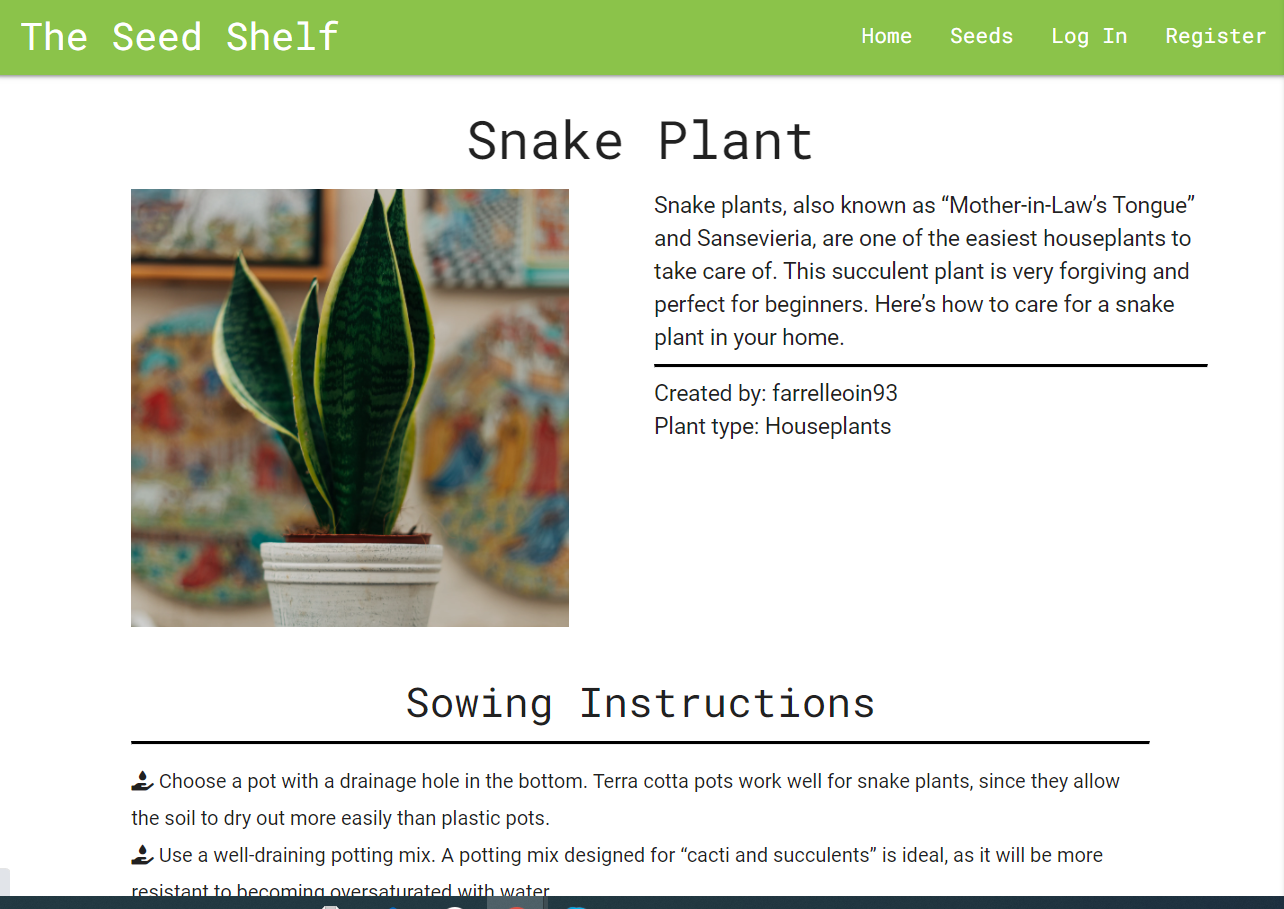 The Seed Shelf
Home Seeds Log In Register
Snake Plant
Snake plants, also known as “Mother-in-Law’s Tongue”
and Sansevieria, are one of the easiest houseplants to
take care of. This succulent plant is very forgiving and
perfect for beginners. Here’s how to care for a snake
plant in your home.
Created by: farrelleoin93
Plant type: Houseplants
Sowing Instructions
Choose a pot with a drainage hole in the bottom. Terra cotta pots work well for snake plants, since they allow
the soil to dry out more easily than plastic pots.
Use a well-draining potting mix. A potting mix designed for “cacti and succulents” is ideal, as it will be more
resistant to becoming oversaturated with water